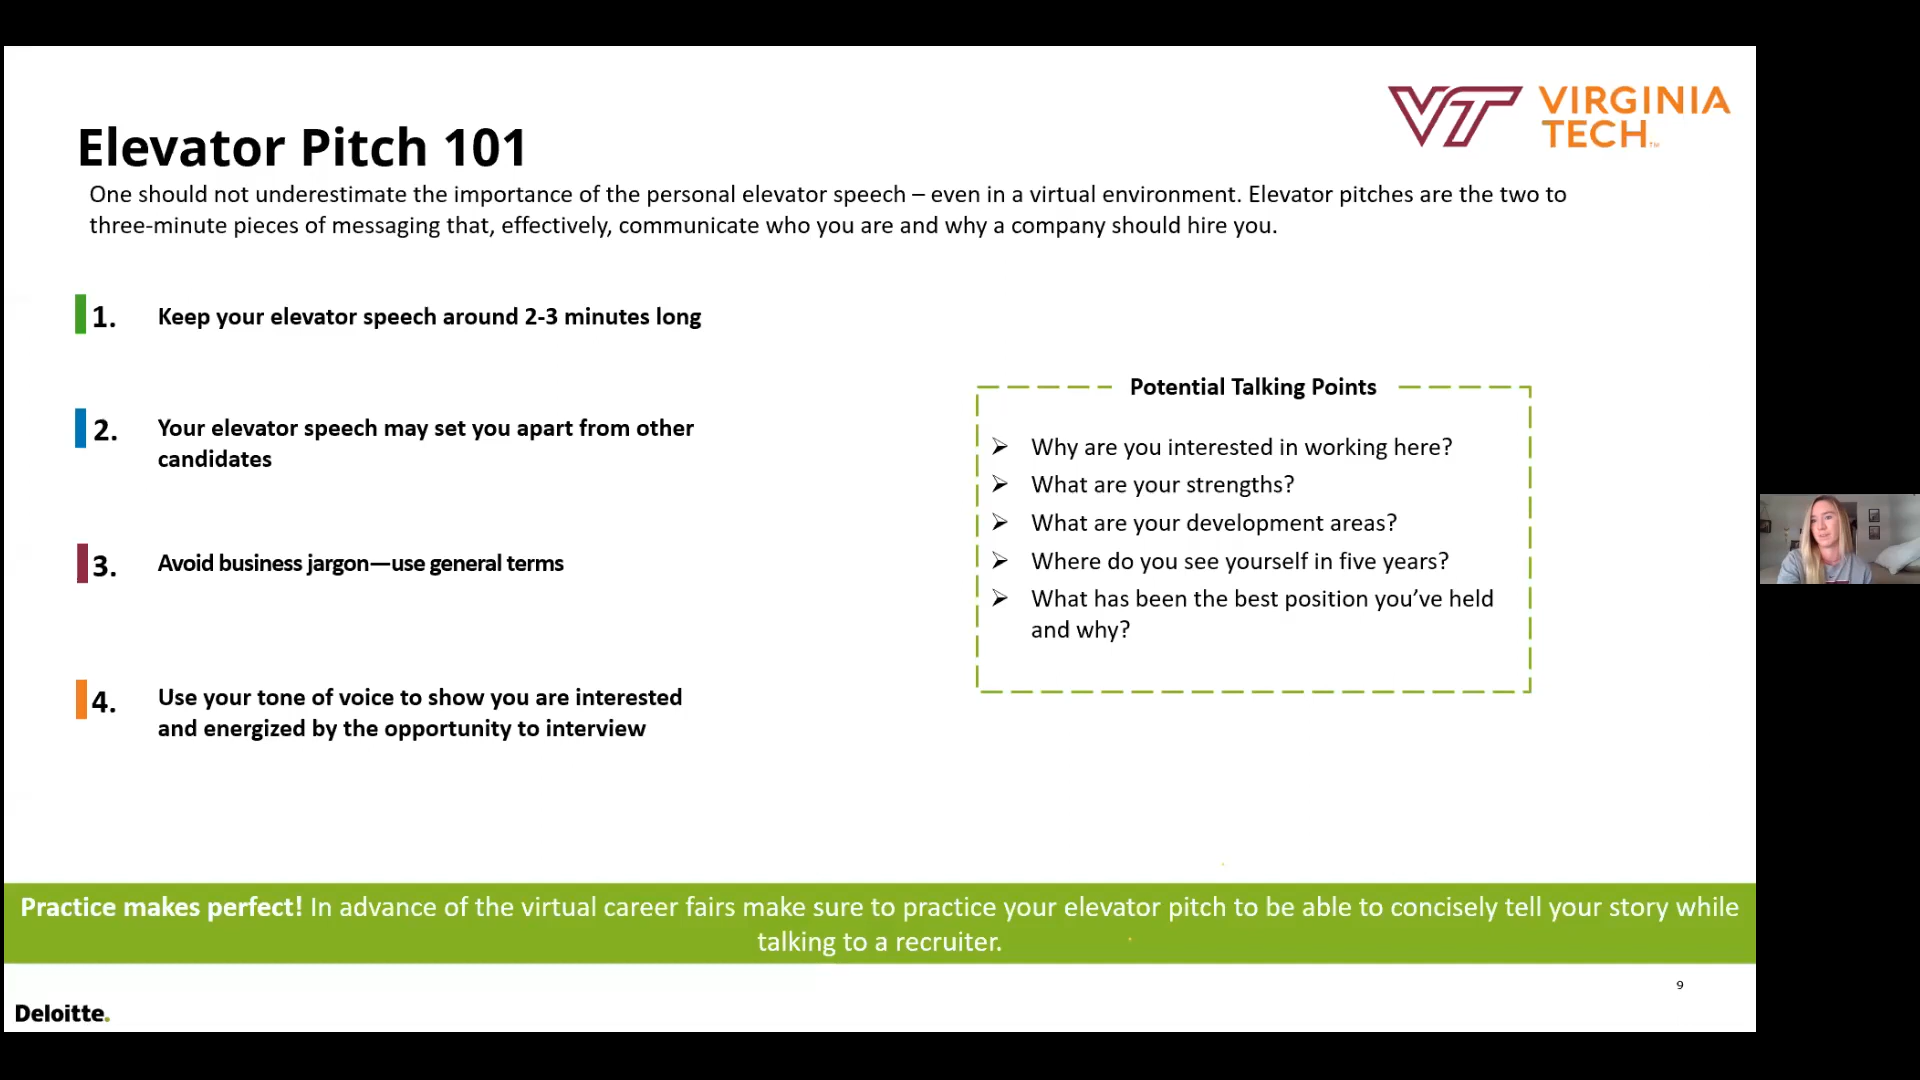 VT VIRGINIA
TECH™
Elevator Pitch 101
One should not underestimate the importance of the personal elevator speech – even in a virtual environment. Elevator pitches are the two to
three-minute pieces of messaging that, effectively, communicate who you are and why a company should hire you.
1. Keep your elevator speech around 2-3 minutes long
2. Your elevator speech may set you apart from other
candidates
3. Avoid business jargon—use general terms
4. Use your tone of voice to show you are interested
and energized by the opportunity to interview
Potential Talking Points
➢ Why are you interested in working here?
➢ What are your strengths?
➢ What are your development areas?
➢ Where do you see yourself in five years?
➢ What has been the best position you’ve held
and why?
Practice makes perfect! In advance of the virtual career fairs make sure to practice your elevator pitch to be able to concisely tell your story while
talking to a recruiter.
9
Deloitte.